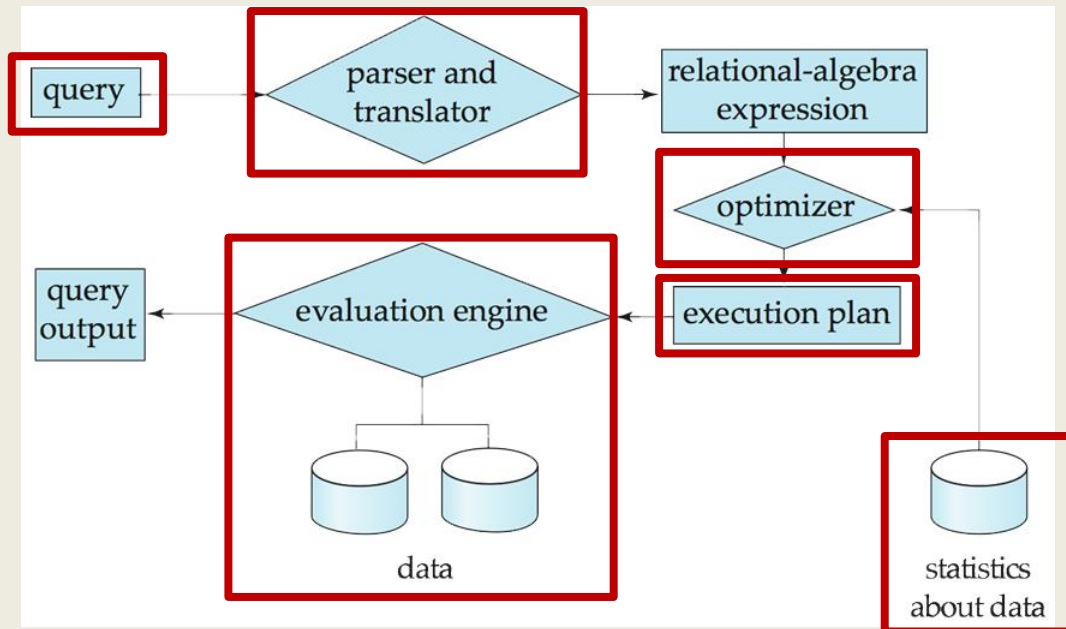 query
parser and
translator
relational-algebra
expression
optimizer
execution plan
evaluation engine
query
output
data
statistics
about data